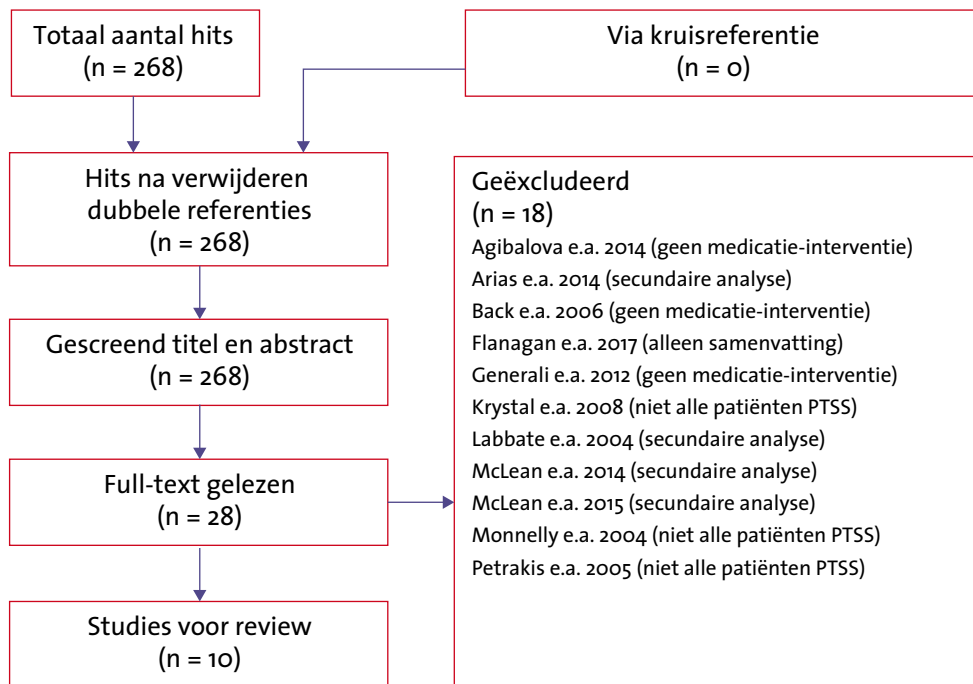 Totaal aantal hits
(n = 268)
Via kruisreferentie
(n = 0)
Hits na verwijderen
dubbele referenties
(n = 268)
Gescreend titel en abstract
(n = 268)
Full-text gelezen
(n = 28)
Studies voor review
(n = 10)
Geëxcludeerd
(n = 18)
Agibalova e.a. 2014 (geen medicatie-interventie)
Arias e.a. 2014 (secundaire analyse)
Back e.a. 2006 (geen medicatie-interventie)
Flanagan e.a. 2017 (alleen samenvatting)
Generali e.a. 2012 (geen medicatie-interventie)
Krystal e.a. 2008 (niet alle patiënten PTSS)
Labbate e.a. 2004 (secundaire analyse)
McLean e.a. 2014 (secundaire analyse)
McLean e.a. 2015 (secundaire analyse)
Monnelly e.a. 2004 (niet alle patiënten PTSS)
Petrakis e.a. 2005 (niet alle patiënten PTSS)